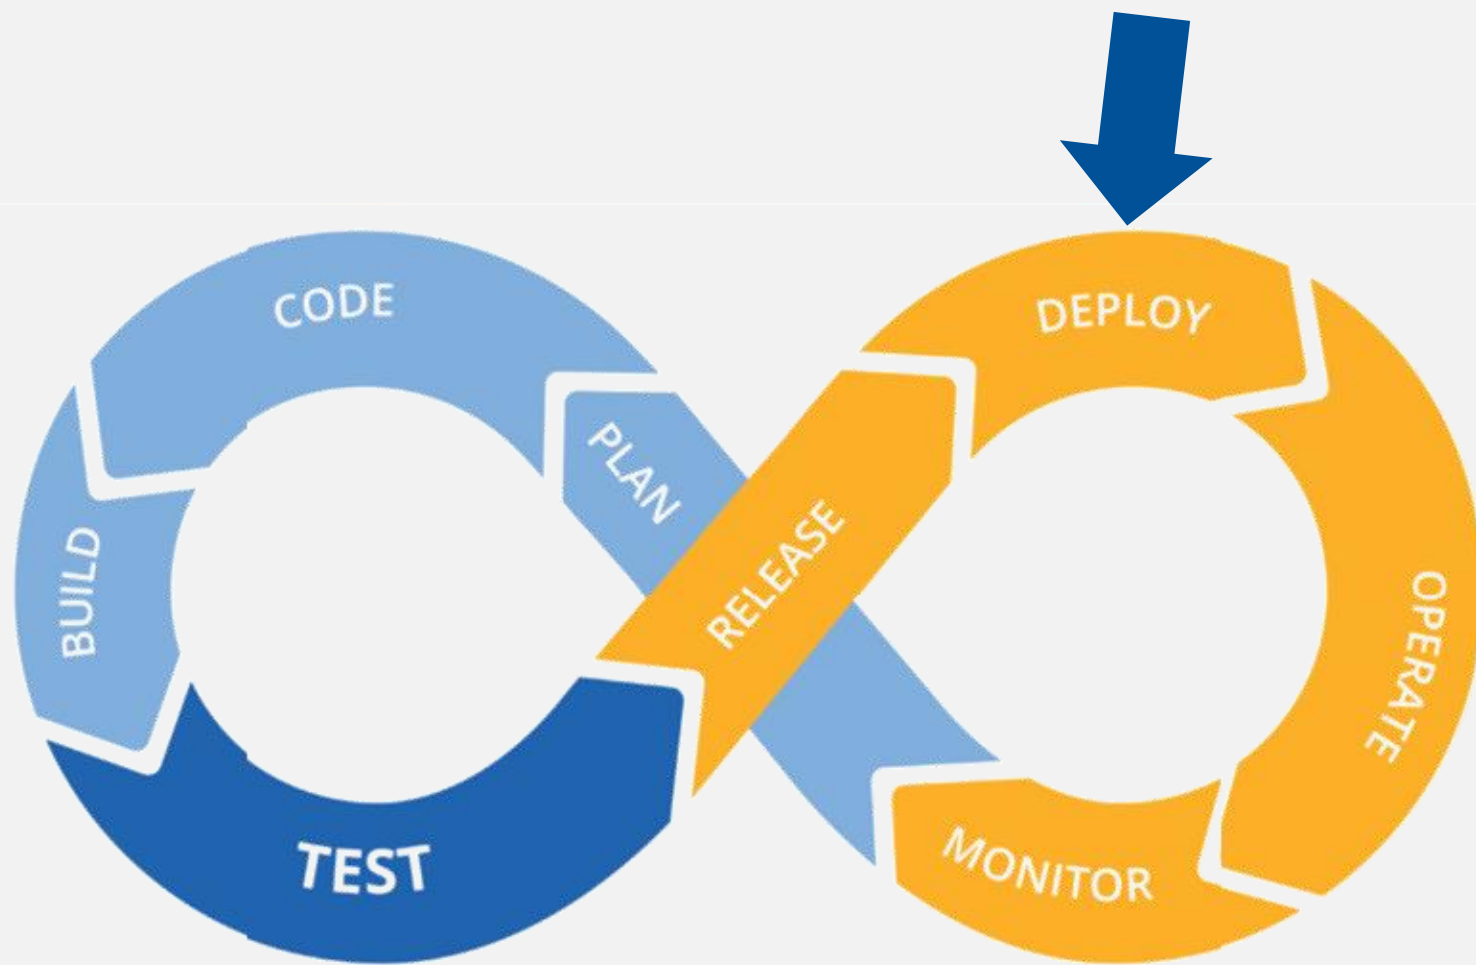 CODE
DEPLOY
PLAN
RELEASE
BUILD
OPERATE
TEST
MONITOR